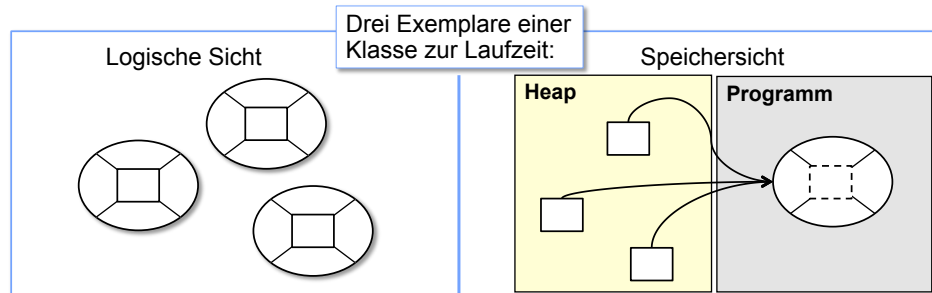 Drei Exemplare einer
Klasse zur Laufzeit:
Logische Sicht
Speichersicht
Heap
Programm